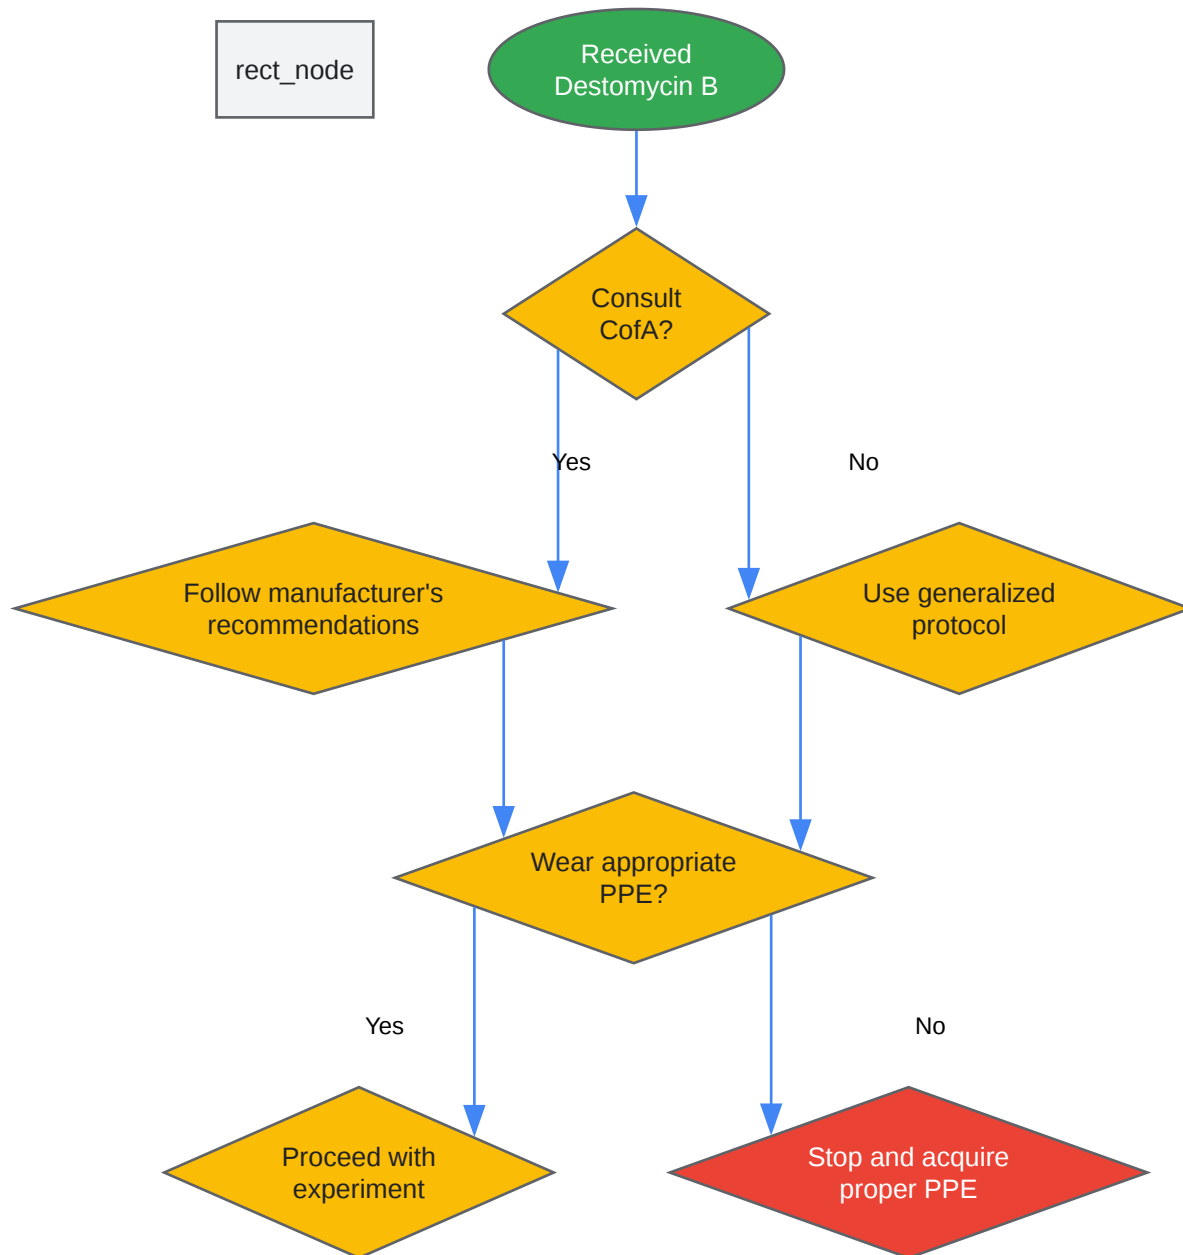 rect_node
Received
Destomycin B
Consult
CofA?
Yes
No
Follow manufacturer's
recommendations
Use generalized
protocol
Wear appropriate
PPE?
Yes
No
Proceed with
experiment
Stop and acquire
proper PPE